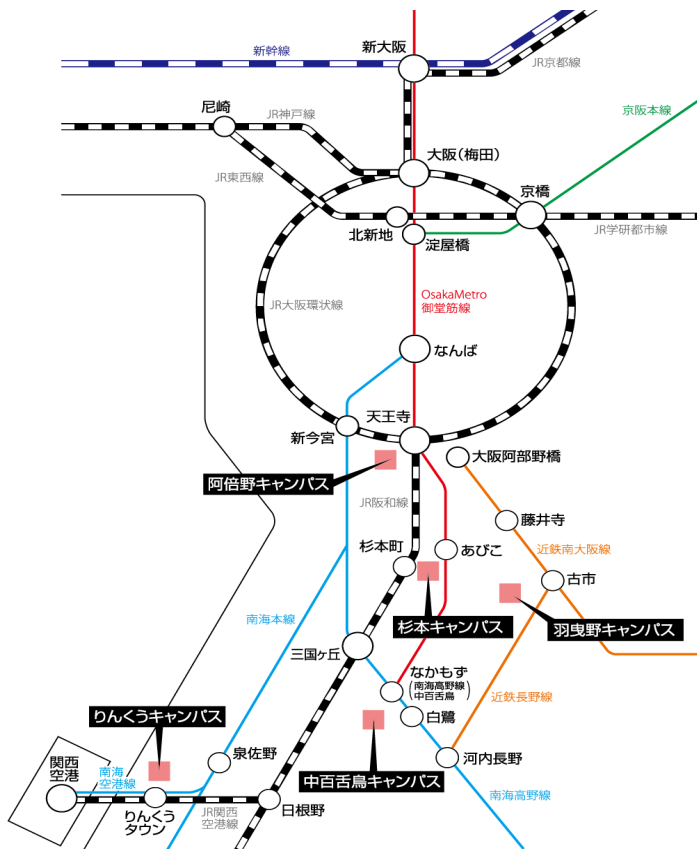 新幹線
新大阪
JR京都線
尼崎
JR神戸線
京阪本線
大阪（梅田）
JR東西線
京橋
北新地
淀屋橋
JR学研都市線
JR大阪環状線
OsakaMetro
御堂筋線
なんば
天王寺
新今宮
大阪阿部野橋
阿倍野キャンパス
JR阪和線
藤井寺
杉本町
あびこ
近鉄南大阪線
古市
南海本線
杉本キャンパス
羽曳野キャンパス
三国ヶ丘
なかもず
（南海高野線
中百舌鳥）
近鉄長野線
りんくうキャンパス
白鷺
関西
空港
泉佐野
河内長野
南海
空港線
中百舌鳥キャンパス
りんくう
タウン
JR関西
空港線
日根野
南海高野線